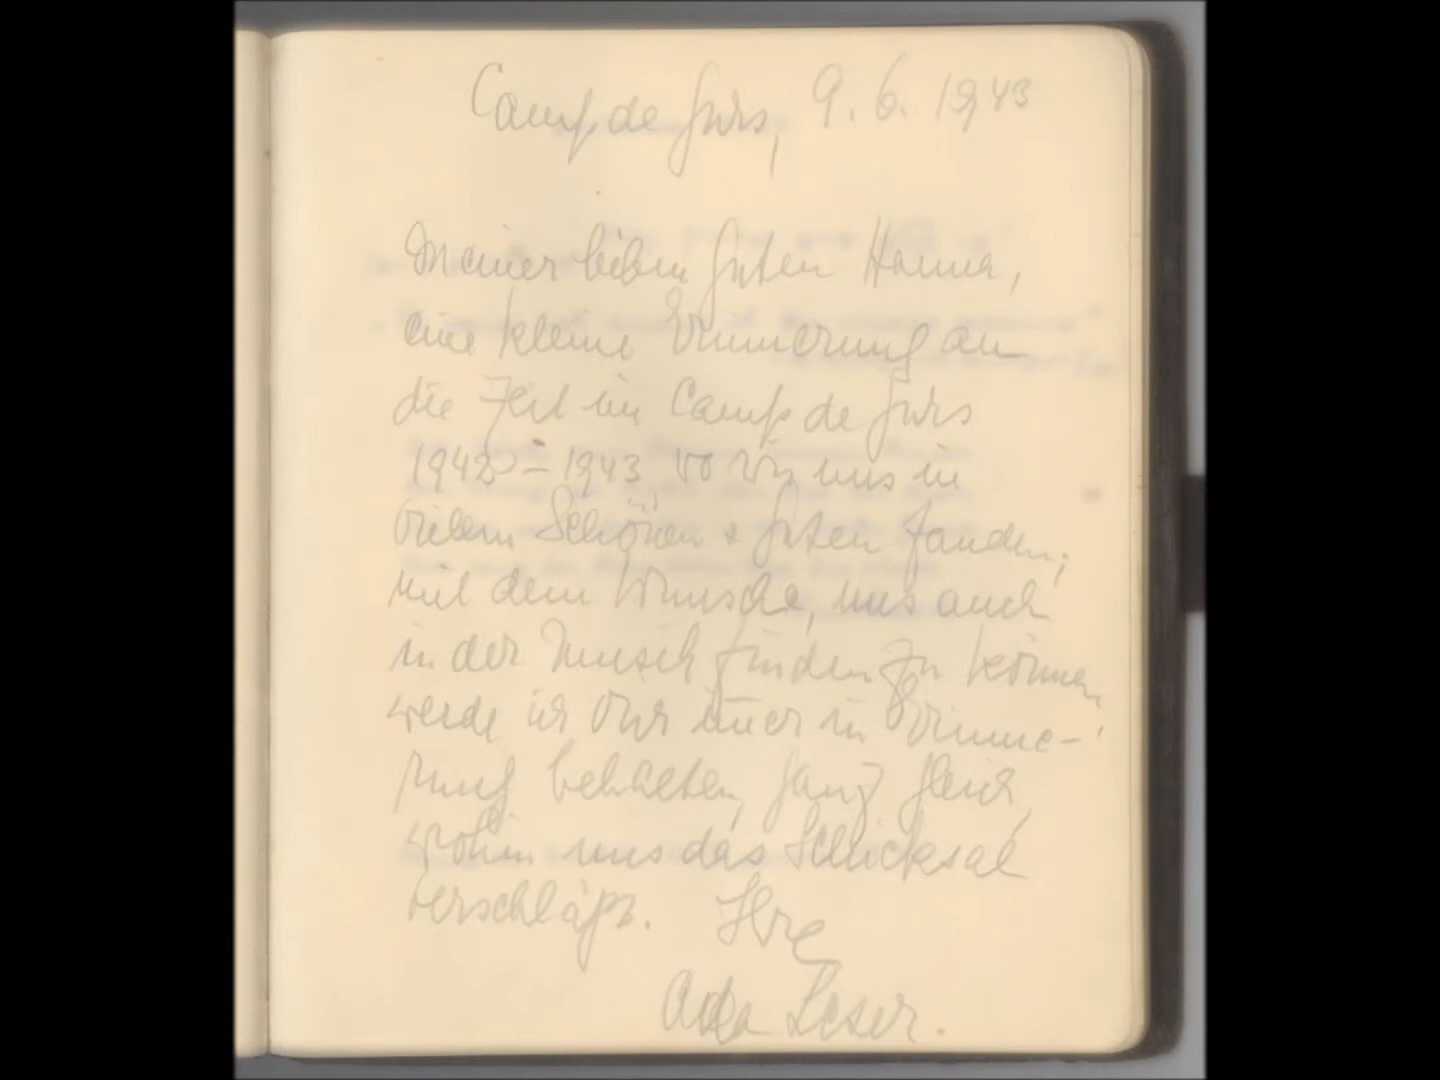 Camp de Gurs, 9. 6. 1943
Meiner lieben guten Hanna,
eine kleine Erinnerung an
die Zeit im Camp de Gurs
1942 – 1943 wo wir uns in
vielem Schönen + Guten fanden,
mit dem Wunsche, uns auch
in der Musik finden zu können
werde ich immer in Erinne-
rung behalten, ganz gleich,
wohin uns das Schicksal
verschlägt. Ihre
Ada Leser.